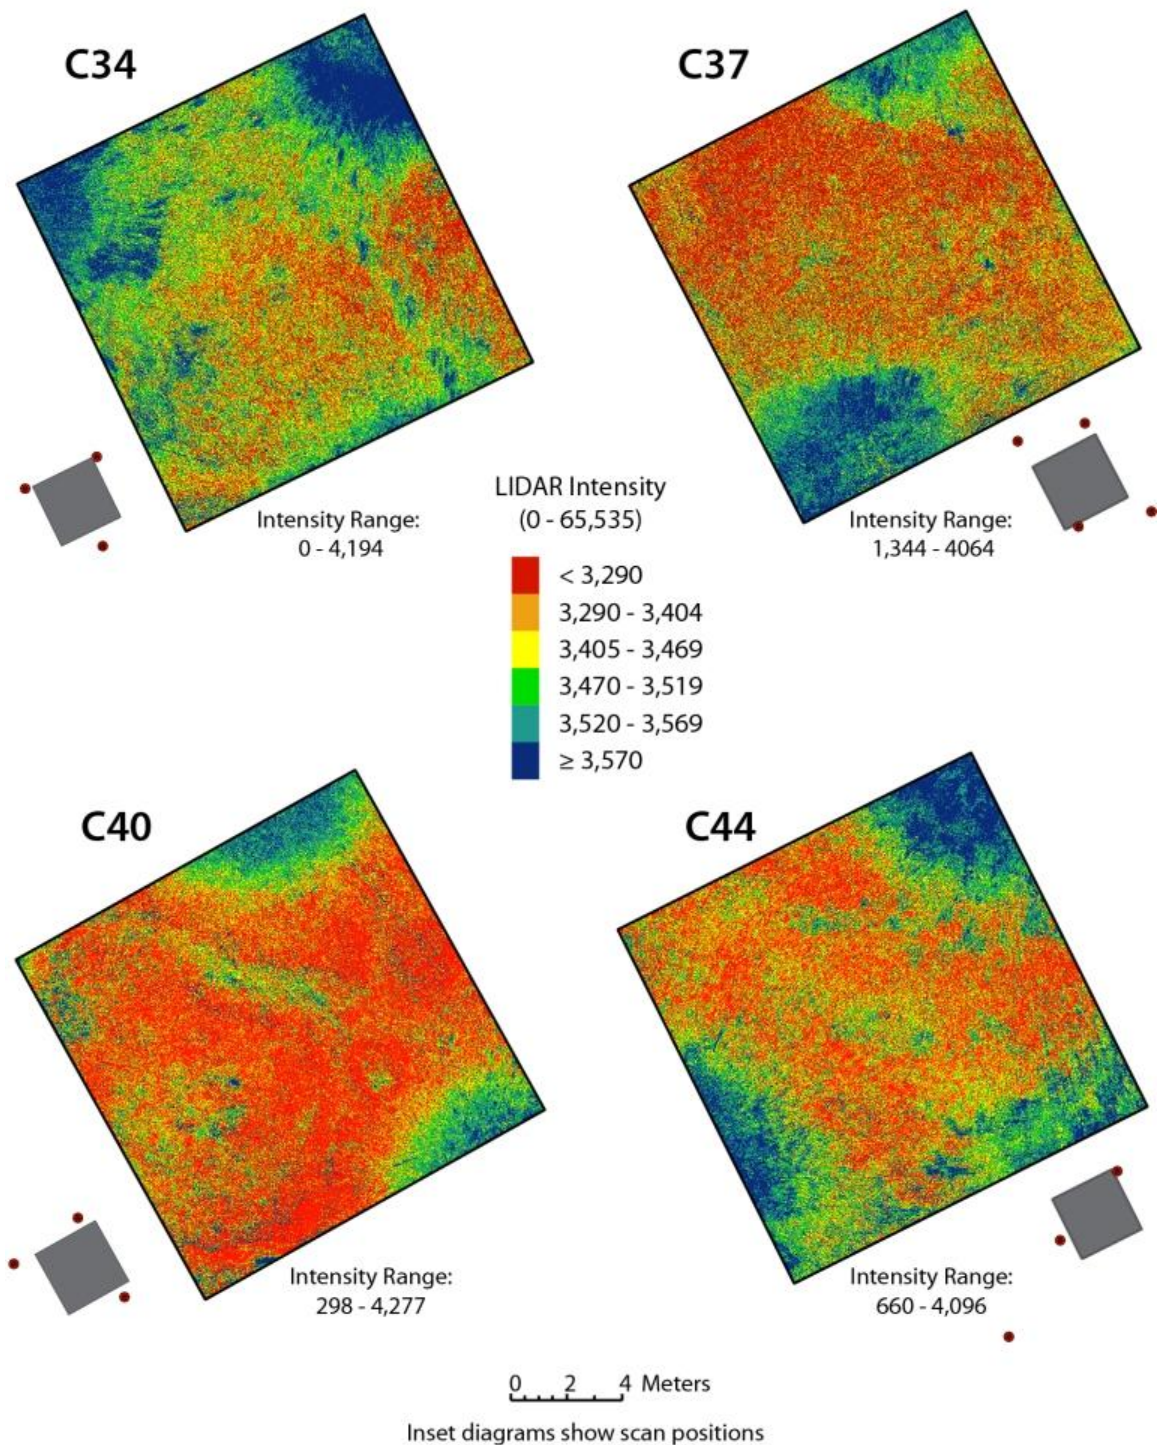 C34
C37
Intensity Range:
0 - 4,194
LIDAR Intensity
(0 - 65,535)
Intensity Range:
1,344 - 4064
< 3,290
3,290 - 3,404
3,405 - 3,469
3,470 - 3,519
3,520 - 3,569
≥ 3,570
C40
C44
Intensity Range:
298 - 4,277
Intensity Range:
660 - 4,096
0 2 4 Meters
Inset diagrams show scan positions